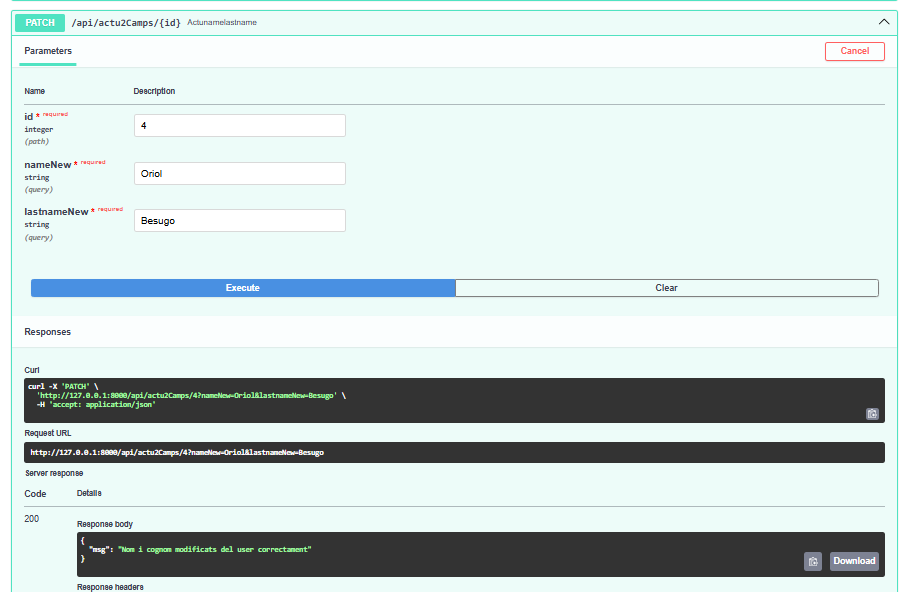 PATCH /api/actu2Camps/{id} Actunamelastname
Parameters
Cancel
Name Description
id * required
integer
(path)
4
nameNew * required
string
(query)
Oriol
lastnameNew * required
string
(query)
Besugo
Execute Clear
Responses
Curl
curl -X 'PATCH' \
'http://127.0.0.1:8000/api/actu2Camps/4?nameNew=Oriol&lastnameNew=Besugo' \
-H 'accept: application/json'
Request URL
http://127.0.0.1:8000/api/actu2Camps/4?nameNew=Oriol&lastnameNew=Besugo
Server response
Code Details
200
Response body
{
"msg": "Nom i cognom modificats del user correctament"
}
Download
Response headers